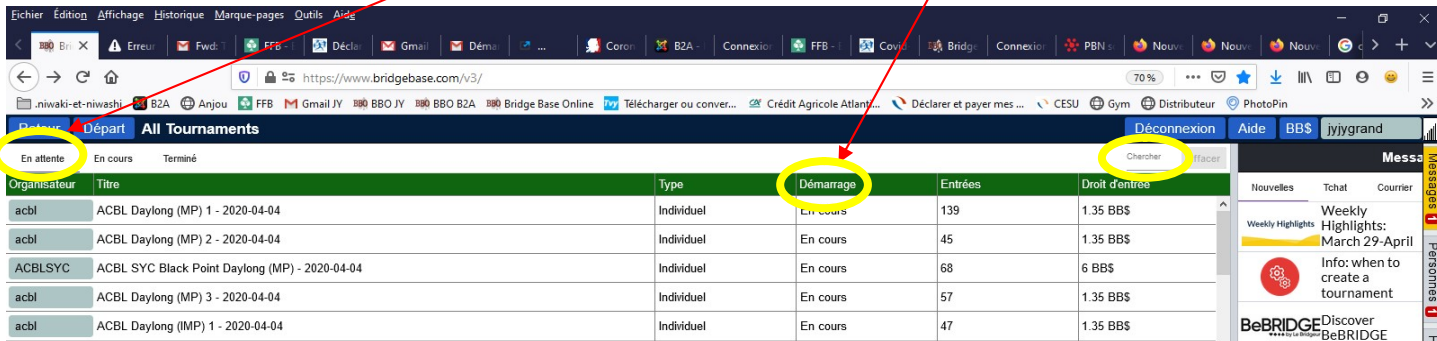 Fichier Édition Affichage Historique Marque-pages Outils Aide
BBO Bri Erreur Fwd: T FFB - Décla Gmail Déma ... Coron B2A - Connexion FFB - Covid Bridge Connexion PBN s Nouve Nouve Nouve
https://www.bridgebase.com/v3/ 70 %
.niwaki-et-niwashi B2A Anjou FFB Gmail JY BBO JY BBO B2A Bridge Base Online Télécharger ou conver... Crédit Agricole Atlanti... Déclarer et payer mes ... CESU Gym Distributeur PhotoPin
Retour Départ All Tournaments Déconnexion Aide BB$ jyjygrand
En attente En cours Terminé Chercher Effacer Messa
Organisateur Titre Type Démarrage Entrées Droit d'entrée
Nouvelles Tchat Courrier
acbl ACBL Daylong (MP) 1 - 2020-04-04 Individuel En cours 139 1.35 BB$
acbl ACBL Daylong (MP) 2 - 2020-04-04 Individuel En cours 45 1.35 BB$
ACBLSYC ACBL SYC Black Point Daylong (MP) - 2020-04-04 Individuel En cours 68 6 BB$
acbl ACBL Daylong (MP) 3 - 2020-04-04 Individuel En cours 57 1.35 BB$
acbl ACBL Daylong (IMP) 1 - 2020-04-04 Individuel En cours 47 1.35 BB$
Weekly Highlights
Weekly
Highlights:
March 29-April
Info: when to
create a
tournament
BeBRIDGE
Discover
BeBRIDGE
Messages 1
Personnes 1